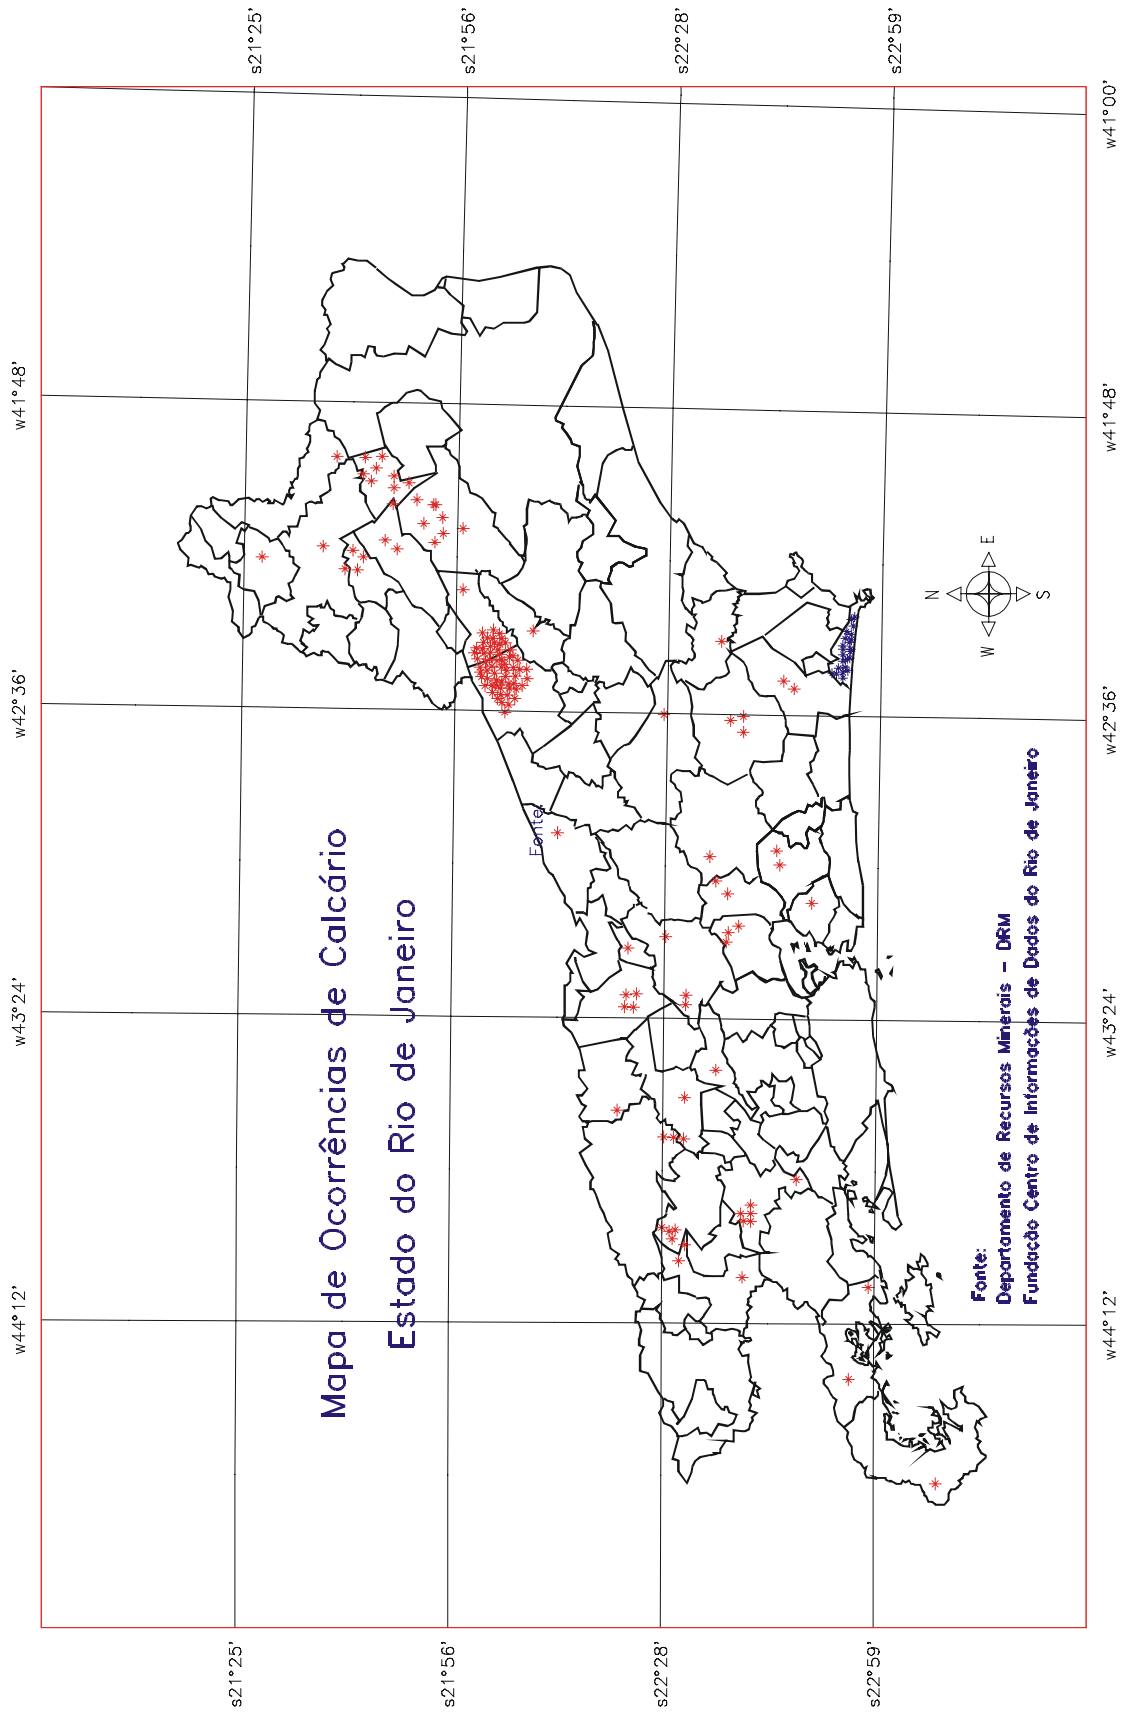 Mapa de Ocorrências de Calcário
Estado do Rio de Janeiro
w44°12' w43°24' w42°36' w41°48'
s21°25' s21°25'
s21°56' s21°56'
s22°28' s22°28'
s22°59' s22°59'
w44°12' w43°24' w42°36' w41°48' w41°00'
Fonte:
N
W E
S
Fonte:
Departamento de Recursos Minerais - DRM
Fundação Centro de Informações de Dados do Rio de Janeiro